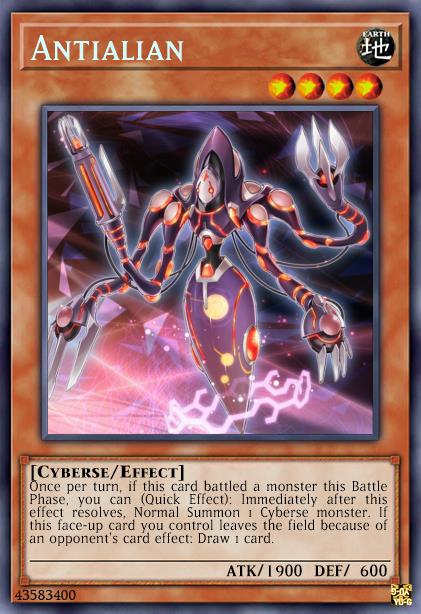 ANTIALIAN
EARTH
地
[CYBERSE/EFFECT]
Once per turn, if this card battled a monster this Battle
Phase, you can (Quick Effect): Immediately after this
effect resolves, Normal Summon 1 Cyberse monster. If
this face-up card you control leaves the field because of
an opponent's card effect: Draw 1 card.
ATK/1900 DEF/ 600
43583400